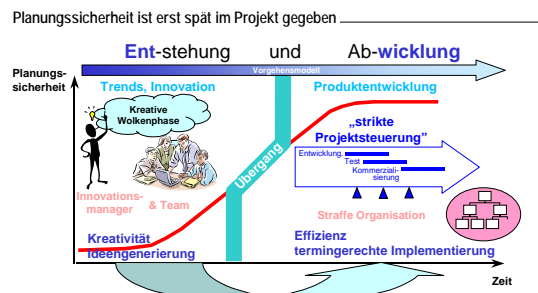 Planungssicherheit ist erst spät im Projekt gegeben
Ent-stehung und Ab-wicklung
Vorgehensmodell
Planungs-
sicherheit
Trends, Innovation
Produktentwicklung
Kreative
Wolkenphase
„strikte
Projektsteuerung”
Entwicklung
Test
Kommerziali-
sierung
Übergang
Innovations-
manager
& Team
Straffe Organisation
Kreativität
Ideengenerierung
Effizienz
termingerechte Implementierung
Zeit